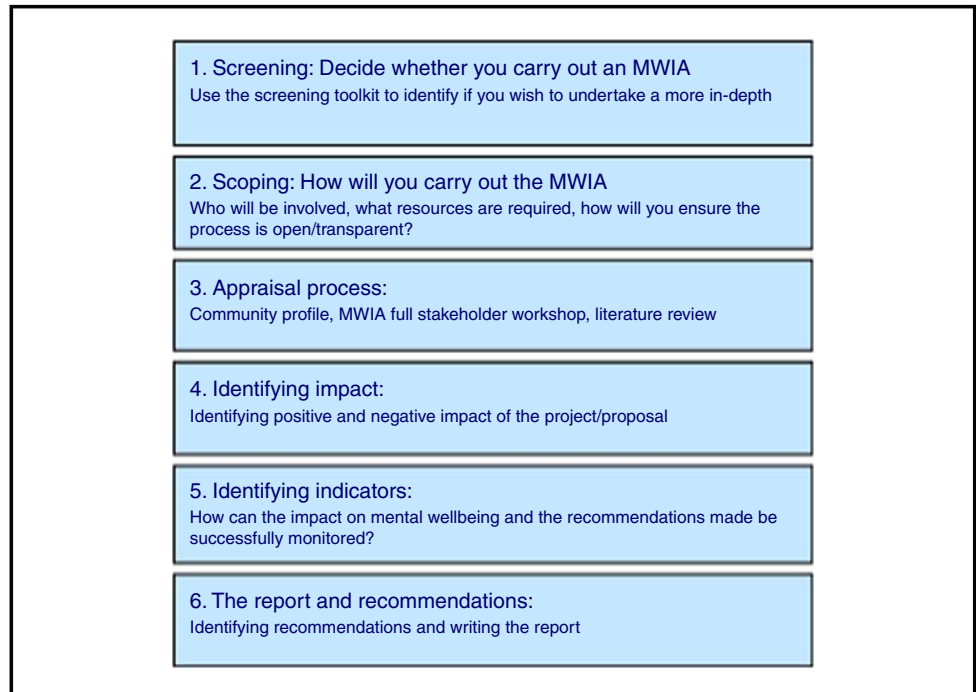 1. Screening: Decide whether you carry out an MWIA
Use the screening toolkit to identify if you wish to undertake a more in-depth
2. Scoping: How will you carry out the MWIA
Who will be involved, what resources are required, how will you ensure the
process is open/transparent?
3. Appraisal process:
Community profile, MWIA full stakeholder workshop, literature review
4. Identifying impact:
Identifying positive and negative impact of the project/proposal
5. Identifying indicators:
How can the impact on mental wellbeing and the recommendations made be
successfully monitored?
6. The report and recommendations:
Identifying recommendations and writing the report